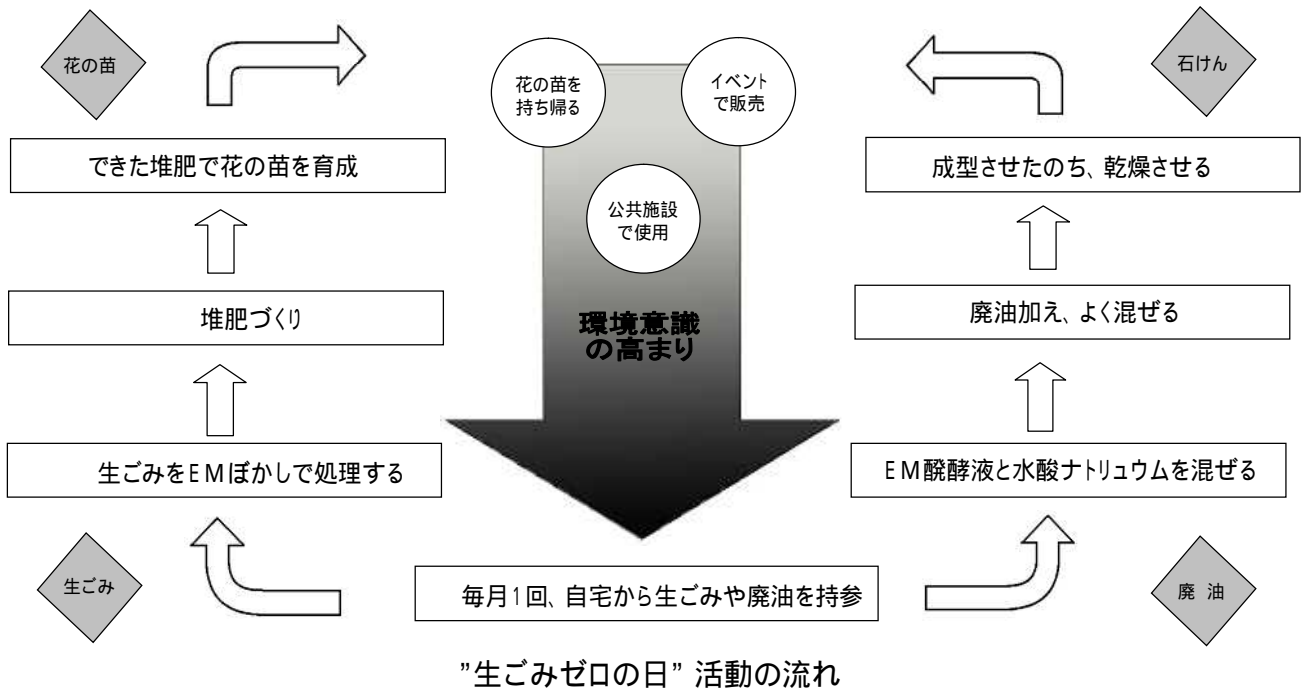 花の苗
花の苗を
持ち帰る
イベント
で販売
石けん
できた堆肥で花の苗を育成
成型させたのち、乾燥させる
公共施設
で使用
堆肥づくり
環境意識
の高まり
廃油加え、よく混ぜる
生ごみをEMぼかしで処理する
EM醗酵液と水酸ナトリュウムを混ぜる
生ごみ
毎月1回、自宅から生ごみや廃油を持参
廃 油
”生ごみゼロの日” 活動の流れ